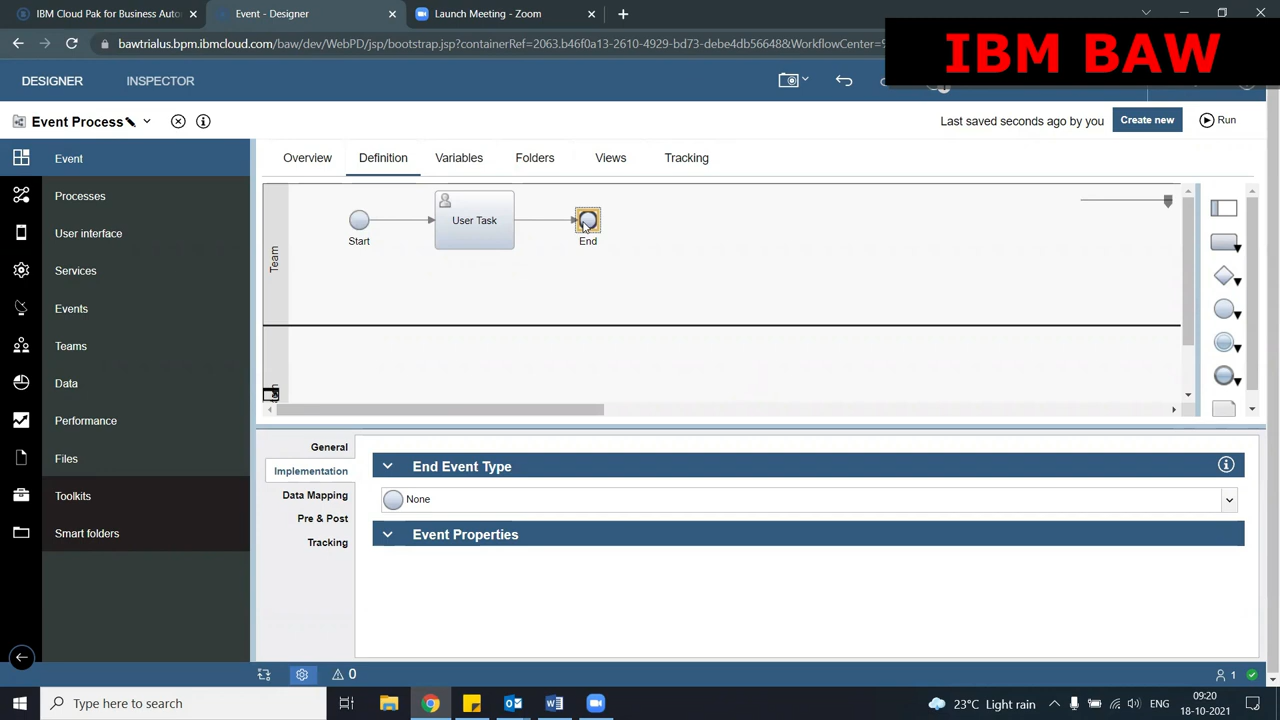 IBM Cloud Pak for Business Auto
Event - Designer
Launch Meeting - Zoom
bawtrialus.bpm.ibmcloud.com/baw/dev/WebPD/jsp/bootstrap.jsp?containerRef=2063.b46f0a13-2610-4929-bd73-debe4db56648&WorkflowCenter=
IBM BAW
DESIGNER
INSPECTOR
Event Process
Last saved seconds ago by you
Create new
Run
Event
Overview
Definition
Variables
Folders
Views
Tracking
Processes
User interface
Services
Events
Teams
Data
Performance
Files
Toolkits
Smart folders
Team
Start
User Task
End
General
Implementation
Data Mapping
Pre & Post
Tracking
End Event Type
None
Event Properties
0
1
Type here to search
23°C Light rain
ENG
09:20
18-10-2021